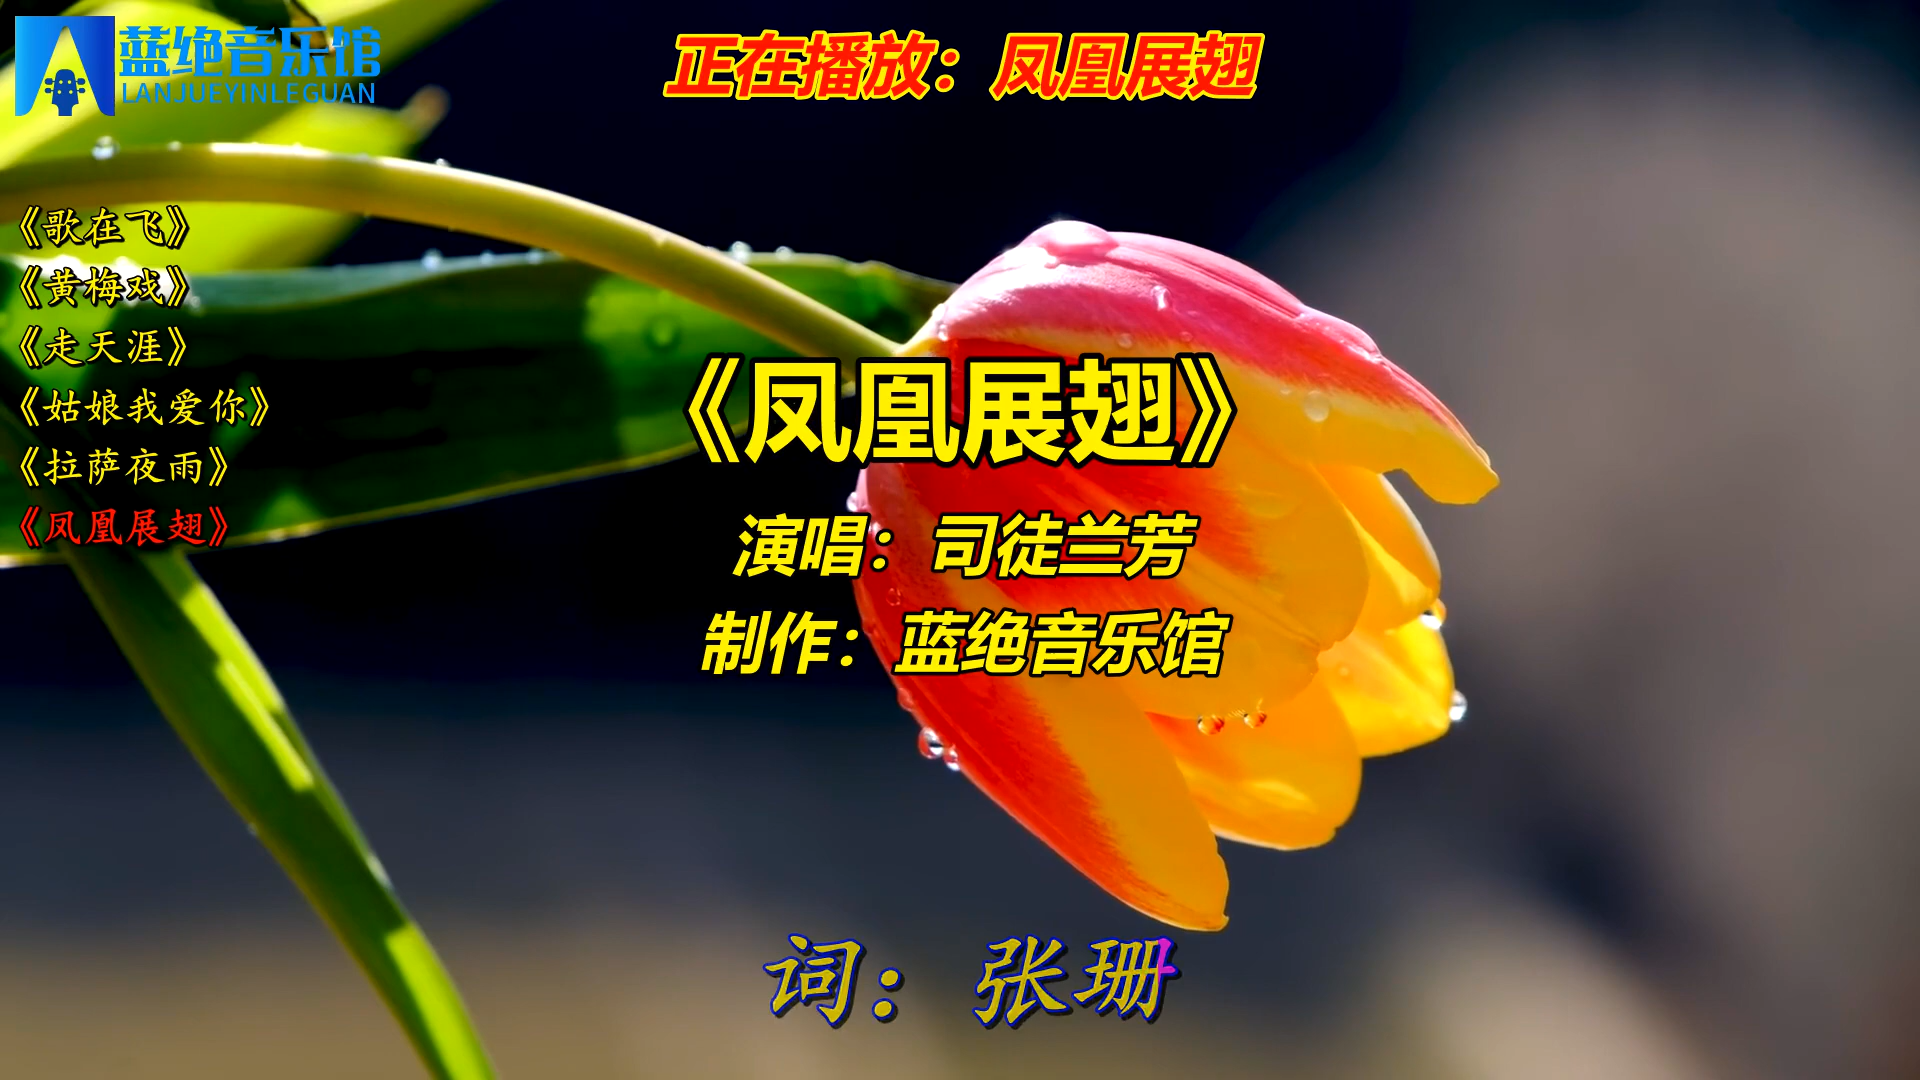 蓝绝音乐馆
LANJUEYINLEGUAN
正在播放：凤凰展翅
《歌在飞》
《黄梅戏》
《走天涯》
《姑娘我爱你》
《拉萨夜雨》
《凤凰展翅》
《凤凰展翅》
演唱：司徒兰芳
制作：蓝绝音乐馆
词：张珊